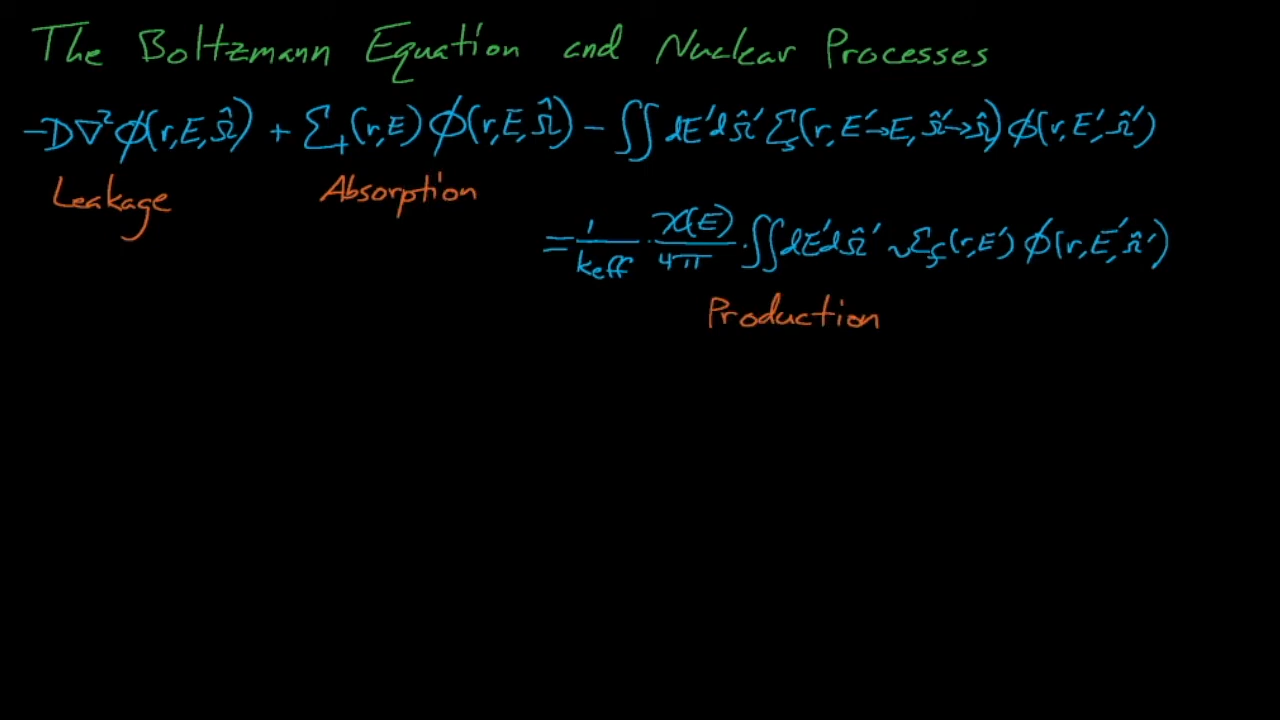 The Boltzmann Equation and Nuclear Processes
-D∇²ϕ(r,E,Ω̂) + Σₜ(r,E) ϕ(r,E,Ω̂) - ∬ dE'dΩ̂' Σₛ(r,E'→E,Ω̂'→Ω̂) ϕ(r,E',Ω̂')
Leakage Absorption
= 1/keff · χ(E)/4π · ∬dE'dΩ̂' νΣf(r,E') ϕ(r,E',Ω̂')
Production